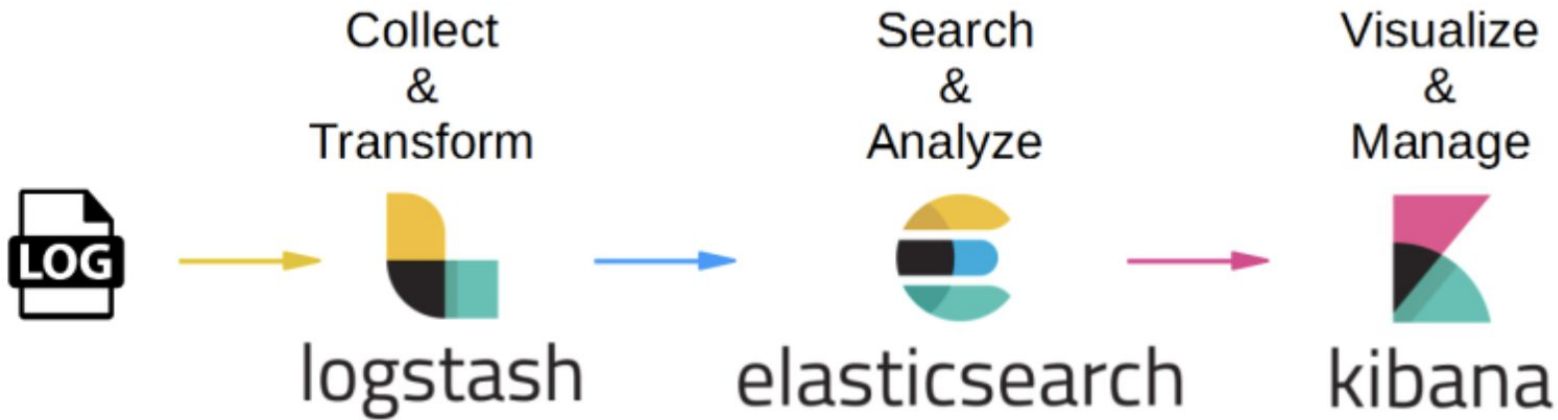 Collect
&
Transform
Search
&
Analyze
Visualize
&
Manage
LOG
logstash
elasticsearch
kibana